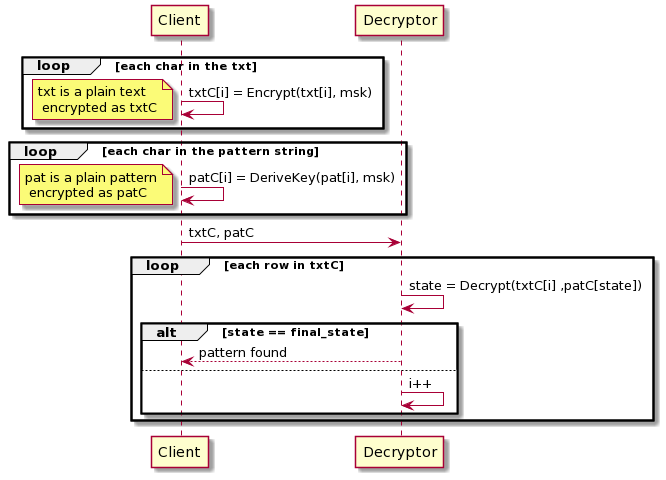 Client
Decryptor
loop
[each char in the txt]
txt is a plain text
encrypted as txtC
txtC[i] = Encrypt(txt[i], msk)
loop
[each char in the pattern string]
pat is a plain pattern
encrypted as patC
patC[i] = DeriveKey(pat[i], msk)
txtC, patC
loop
[each row in txtC]
state = Decrypt(txtC[i] ,patC[state])
alt
[state == final_state]
pattern found
i++
Client
Decryptor